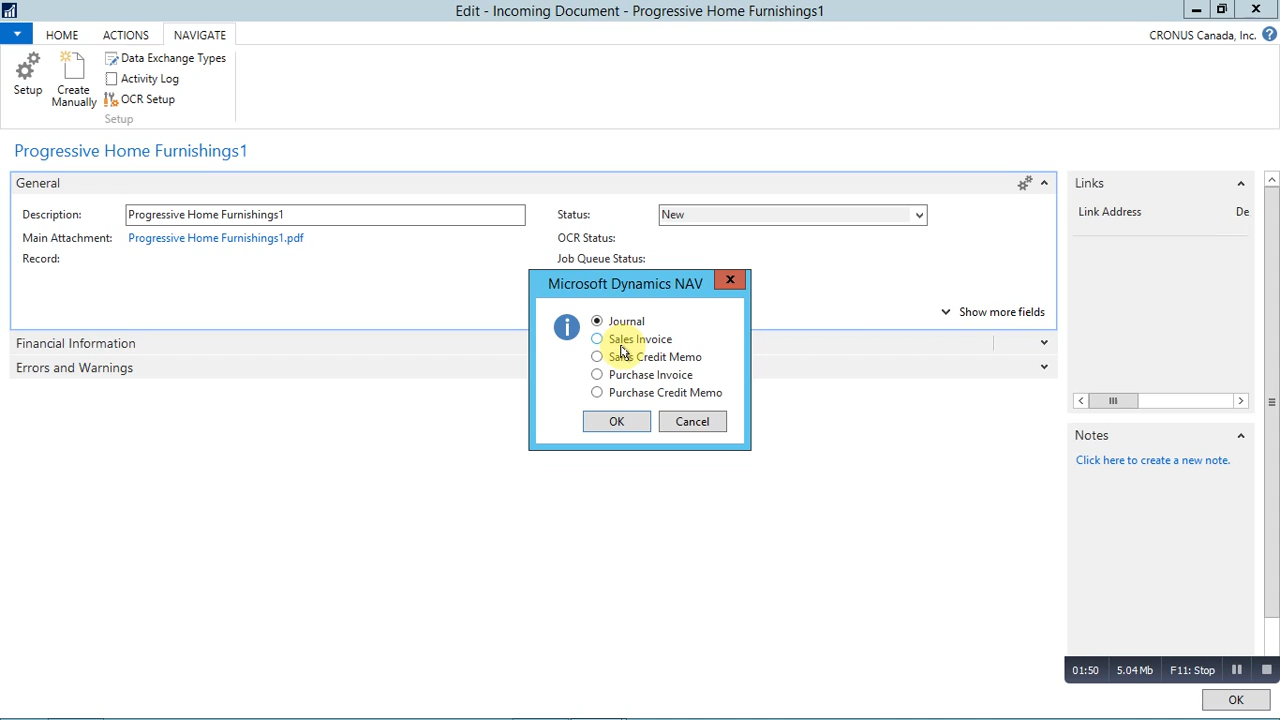 Edit - Incoming Document - Progressive Home Furnishings1
HOME
ACTIONS
NAVIGATE
CRONUS Canada, Inc.
?
Setup
Create
Manually
Data Exchange Types
Activity Log
OCR Setup
Setup
Progressive Home Furnishings1
General
Description:
Progressive Home Furnishings1
Status:
New
Main Attachment:
Progressive Home Furnishings1.pdf
OCR Status:
Record:
Job Queue Status:
Show more fields
Financial Information
Errors and Warnings
Microsoft Dynamics NAV
X
i
Journal
Sales Invoice
Sales Credit Memo
Purchase Invoice
Purchase Credit Memo
OK
Cancel
Links
Link Address
De
Notes
Click here to create a new note.
01:50
5.04 Mb
F11: Stop
OK